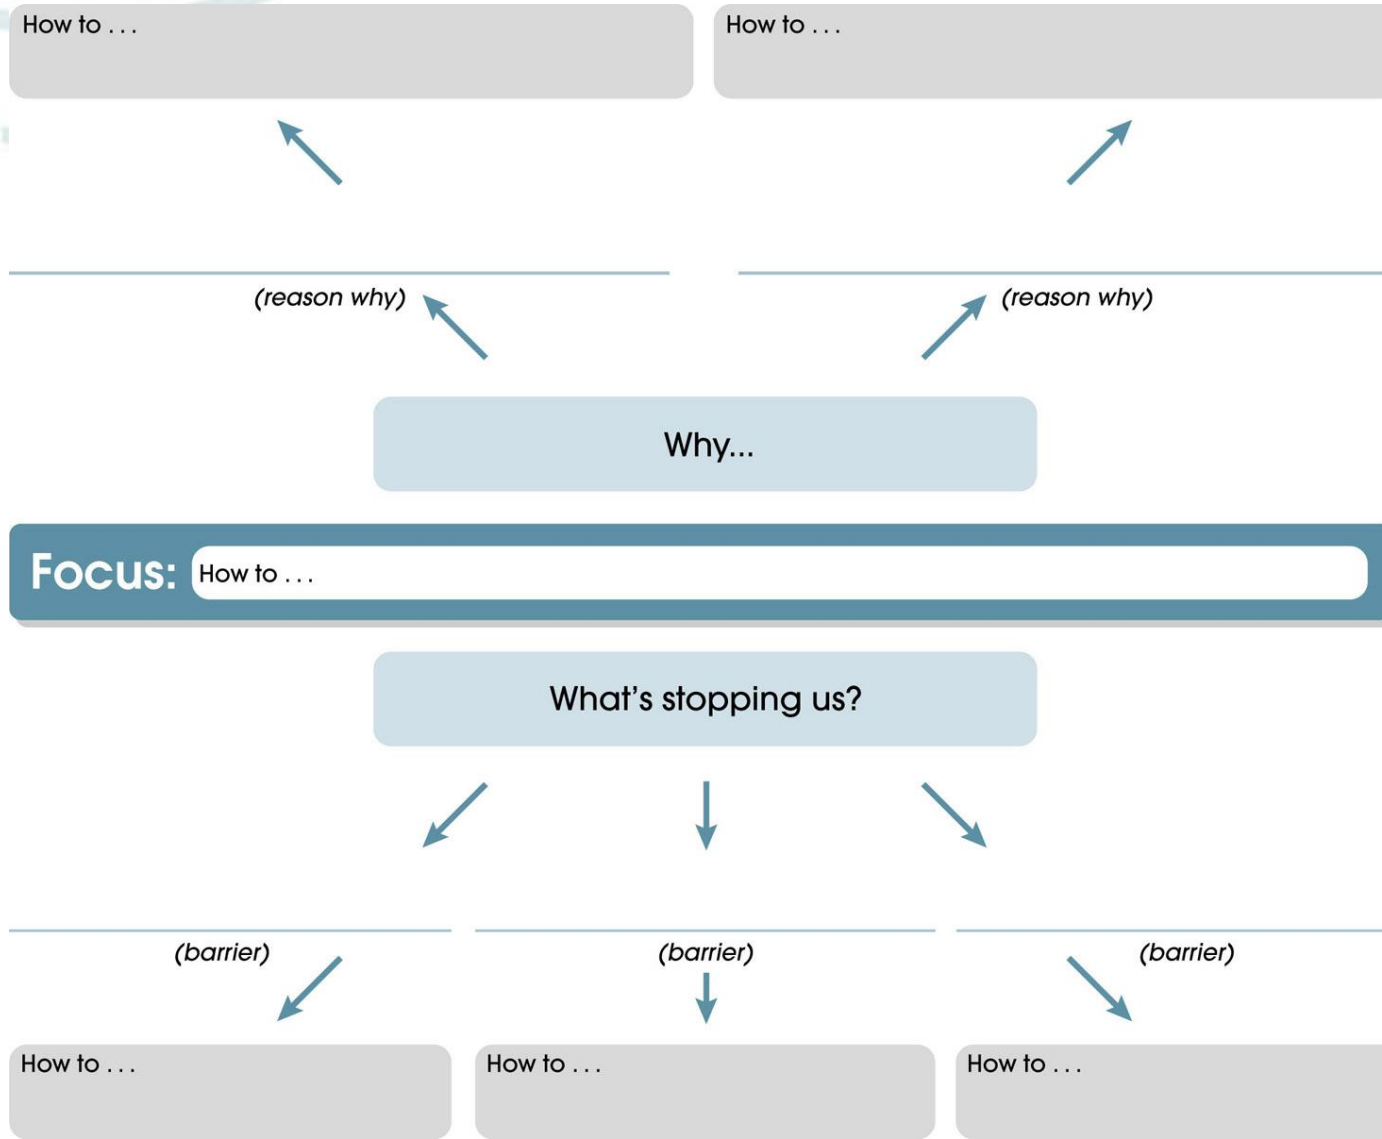 How to . . .
How to . . .
(reason why)
(reason why)
Why...
Focus: How to . . .
What's stopping us?
(barrier)
(barrier)
(barrier)
How to . . .
How to . . .
How to . . .